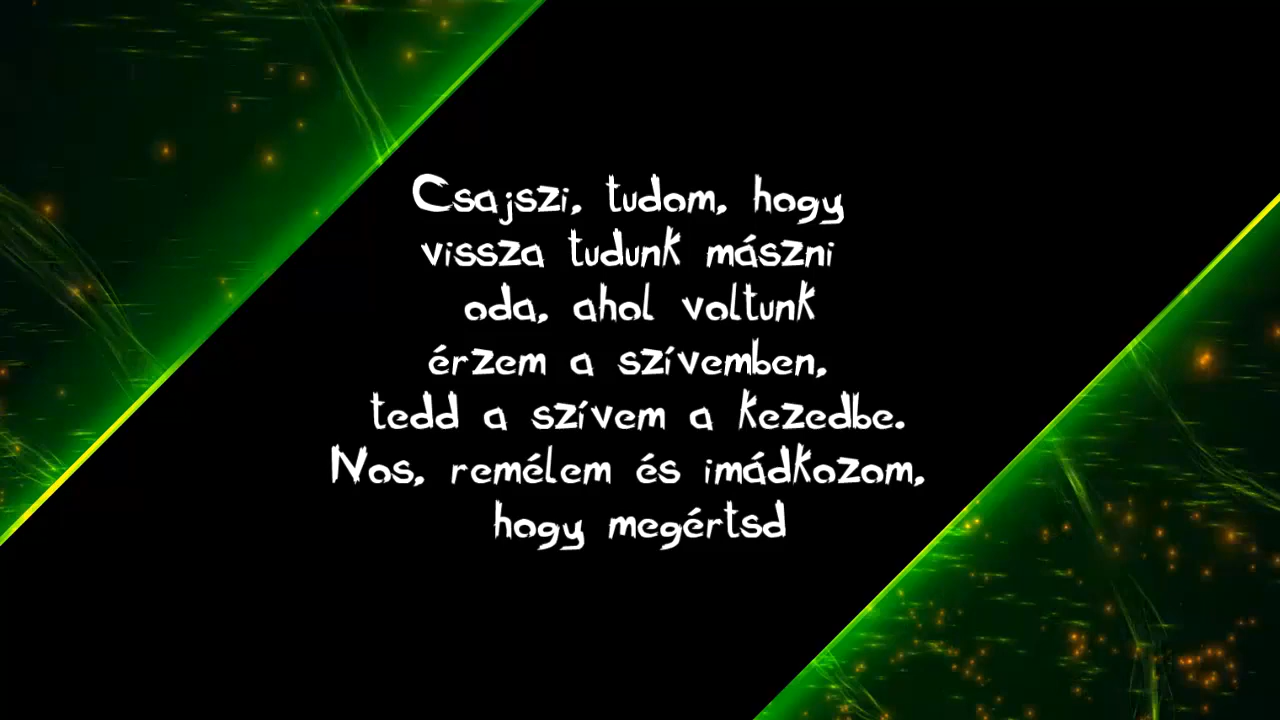 Csajszi, tudom, hogy
vissza tudunk mászni
oda, ahol voltunk
érzem a szívemben,
tedd a szívem a kezedbe.
Nos, remélem és imádkozom,
hogy megértsd